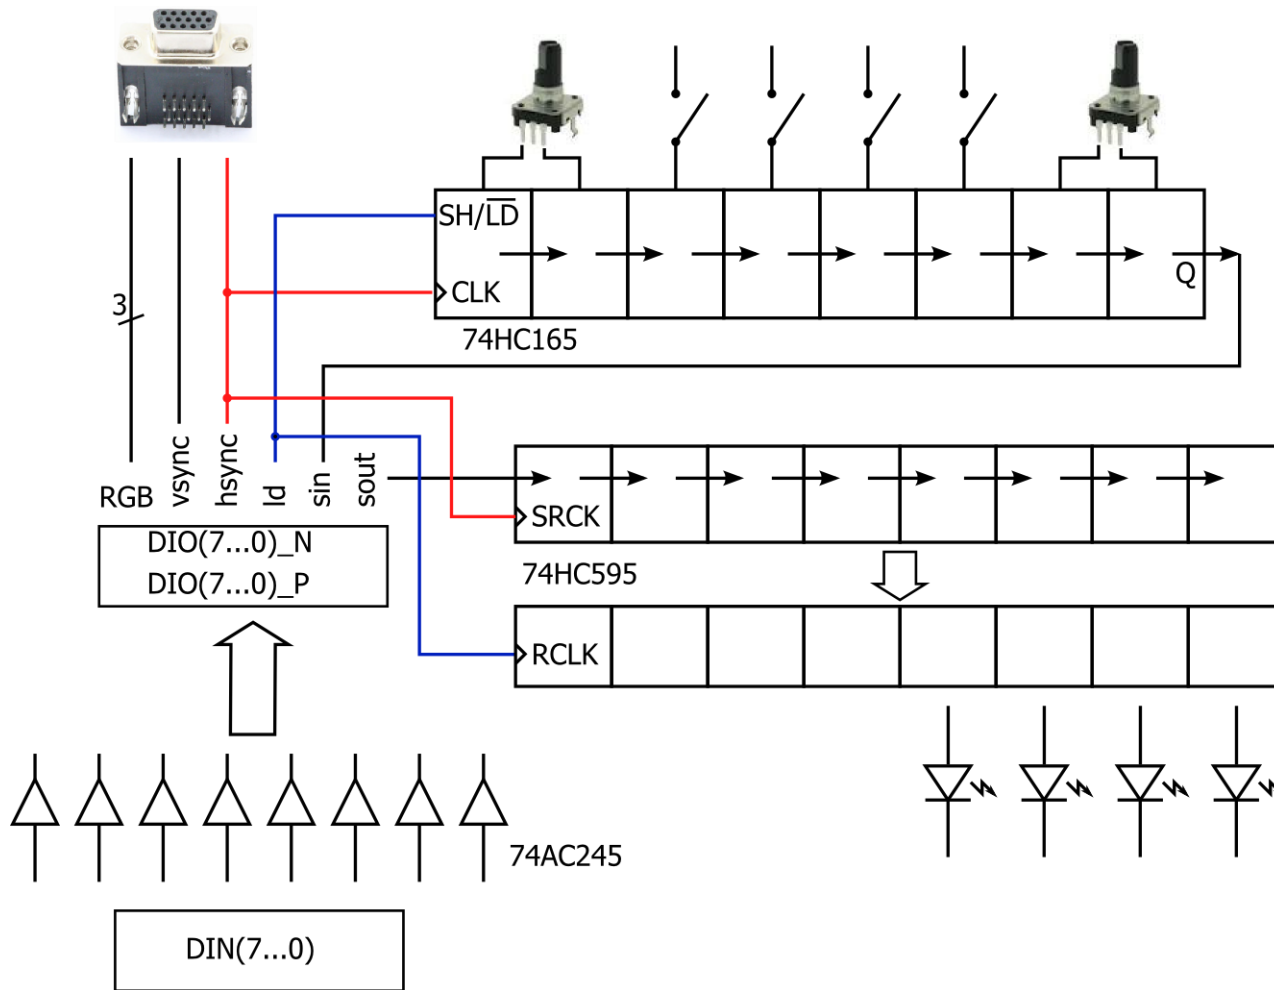 SH/LD
CLK
Q
74HC165
3
RGB
vsync
hsync
ld
sin
sout
SRCK
DIO(7...0)_N
DIO(7...0)_P
74HC595
RCLK
74AC245
DIN(7...0)